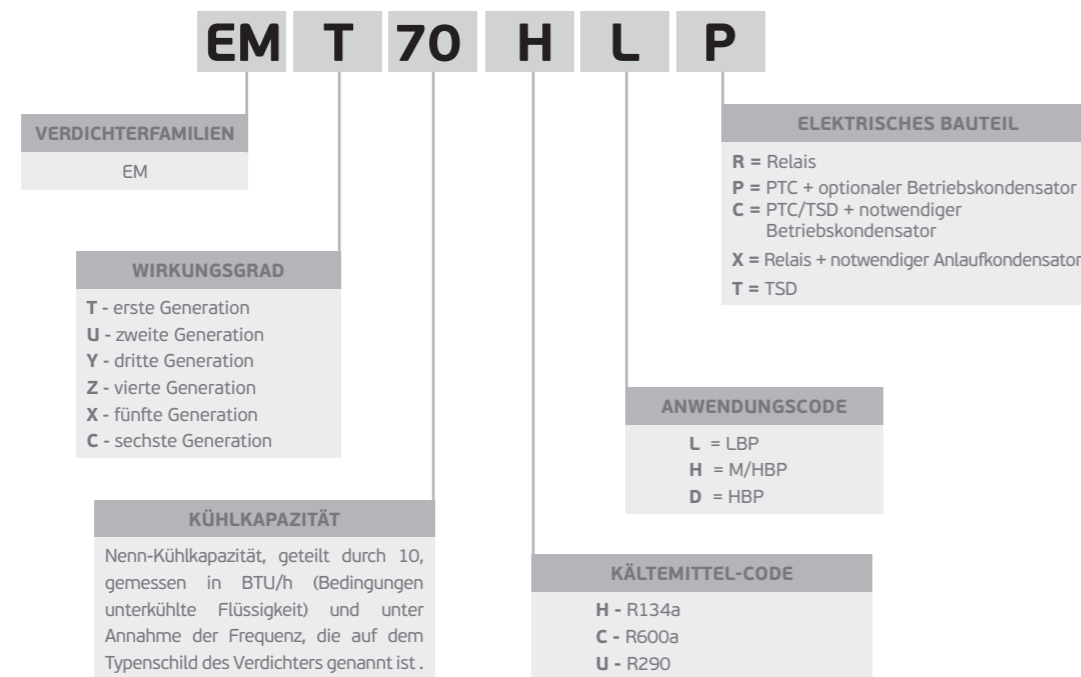 EM T 70 H L P
VERDICHTERFAMILIEN
EM
ELEKTRISCHES BAUTEIL
R = Relais
P = PTC + optionaler Betriebskondensator
C = PTC/TSD + notwendiger
Betriebskondensator
X = Relais + notwendiger Anlaufkondensator
T = TSD
WIRKUNGSGRAD
T - erste Generation
U - zweite Generation
Y - dritte Generation
Z - vierte Generation
X - fünfte Generation
C - sechste Generation
ANWENDUNGSCODE
L = LBP
H = M/HBP
D = HBP
KÜHLKAPAZITÄT
Nenn-Kühlkapazität, geteilt durch 10,
gemessen in BTU/h (Bedingungen
unterkühlte Flüssigkeit) und unter
Annahme der Frequenz, die auf dem
Typenschild des Verdichters genannt ist .
KÄLTEMITTEL-CODE
H - R134a
C - R600a
U - R290